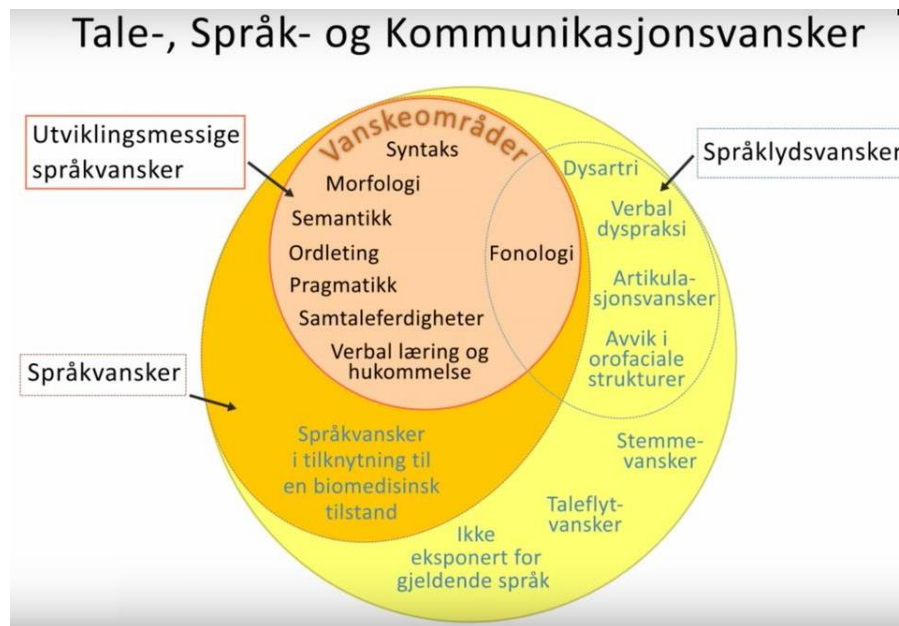 Tale-, Språk- og Kommunikasjonsvansker
Utviklingsmessige
språkvansker
Vanskeområder
Syntaks
Morfologi
Semantikk
Ordleting
Pragmatikk
Samtaleferdigheter
Verbal læring og
hukommelse
Fonologi
Språklydsvansker
Dysartri
Verbal
dyspraksi
Artikula-
sjonsvansker
Avvik i
orofaciale
strukturer
Språkvansker
Språkvansker
i tilknytning til
en biomedisinsk
tilstand
Stemme-
vansker
Taleflyt-
vansker
Ikke
eksponert for
gjeldende språk